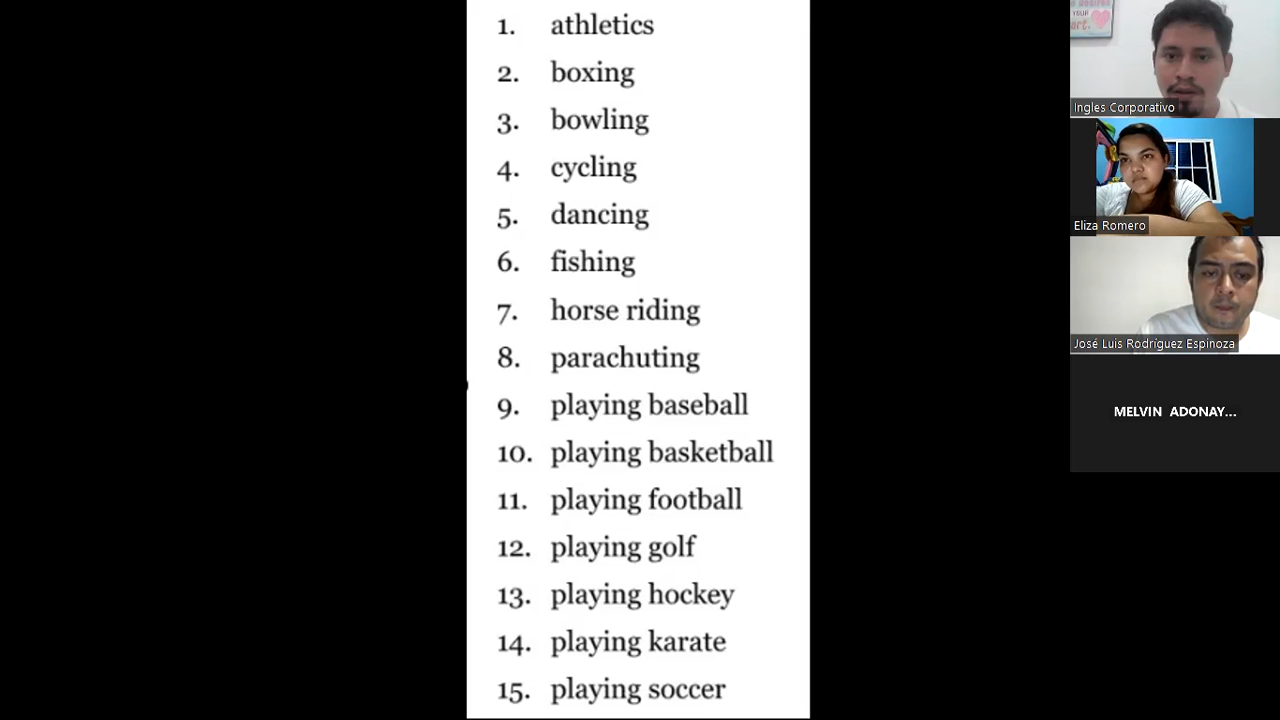 1. athletics
2. boxing
3. bowling
4. cycling
5. dancing
6. fishing
7. horse riding
8. parachuting
9. playing baseball
10. playing basketball
11. playing football
12. playing golf
13. playing hockey
14. playing karate
15. playing soccer
YOUR
Ingles Corporativo
Eliza Romero
José Luis Rodríguez Espinoza
MELVIN ADONAY...